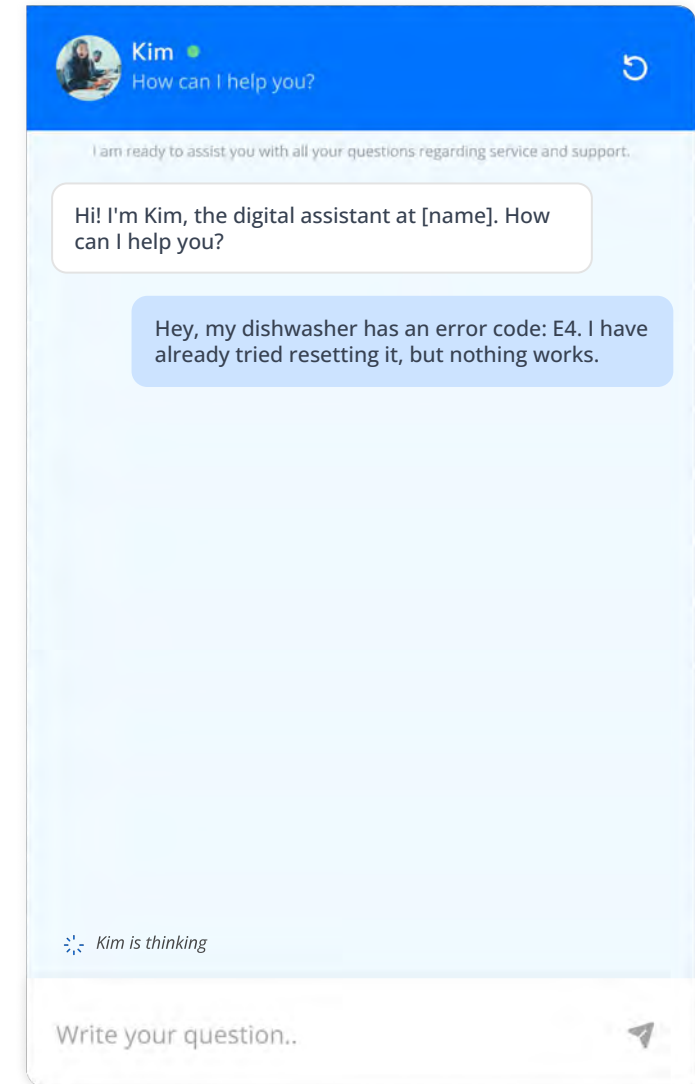 Kim
How can I help you?
I am ready to assist you with all your questions regarding service and support.
Hi! I'm Kim, the digital assistant at [name]. How
can I help you?
Hey, my dishwasher has an error code: E4. I have
already tried resetting it, but nothing works.
Kim is thinking
Write your question..